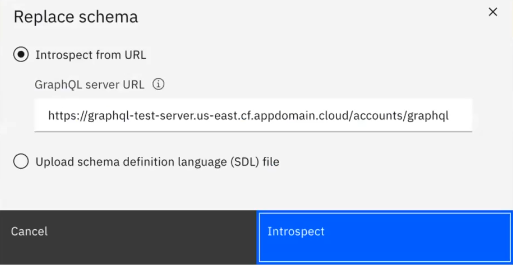 Replace schema
Introspect from URL
GraphQL server URL
https://graphql-test-server.us-east.cf.appdomain.cloud/accounts/graphql
Upload schema definition language (SDL) file
Cancel
Introspect